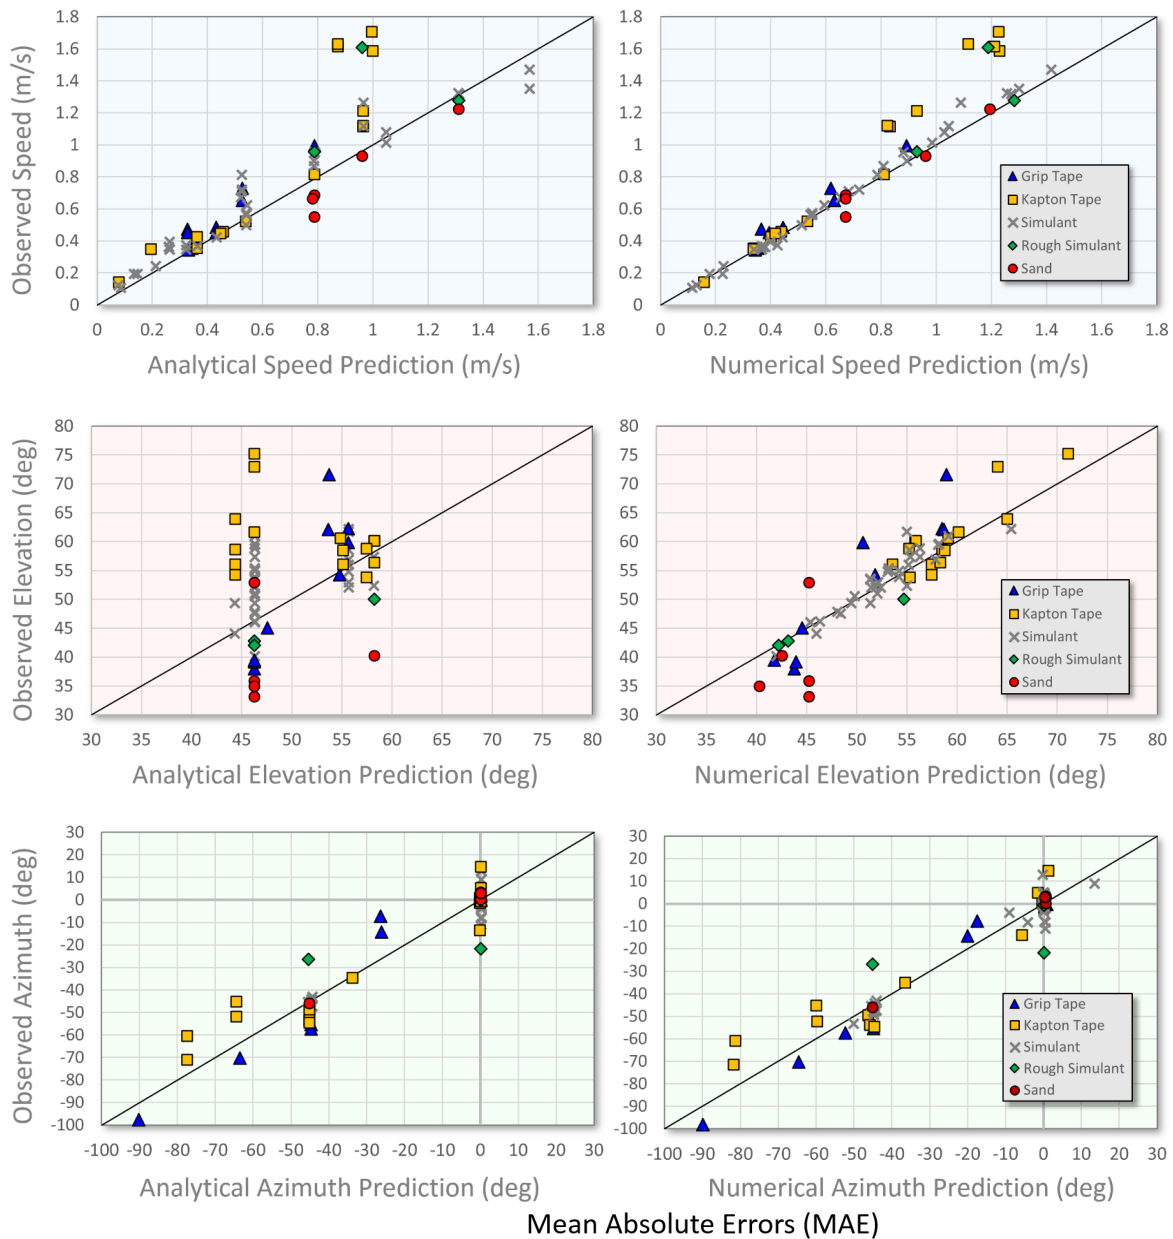 Observed Speed (m/s)
1.8
1.6
1.4
1.2
1
0.8
0.6
0.4
0.2
0
0 0.2 0.4 0.6 0.8 1 1.2 1.4 1.6 1.8
Analytical Speed Prediction (m/s)
1.8
1.6
1.4
1.2
1
0.8
0.6
0.4
0.2
0
Grip Tape
Kapton Tape
Simulant
Rough Simulant
Sand
0 0.2 0.4 0.6 0.8 1 1.2 1.4 1.6 1.8
Numerical Speed Prediction (m/s)
Observed Elevation (deg)
80
75
70
65
60
55
50
45
40
35
30
30 35 40 45 50 55 60 65 70 75 80
Analytical Elevation Prediction (deg)
80
75
70
65
60
55
50
45
40
35
30
Grip Tape
Kapton Tape
Simulant
Rough Simulant
Sand
30 35 40 45 50 55 60 65 70 75 80
Numerical Elevation Prediction (deg)
Observed Azimuth (deg)
30
20
10
0
-10
-20
-30
-40
-50
-60
-70
-80
-90
-100
-100 -90 -80 -70 -60 -50 -40 -30 -20 -10 0 10 20 30
Analytical Azimuth Prediction (deg)
30
20
10
0
-10
-20
-30
-40
-50
-60
-70
-80
-90
-100
Grip Tape
Kapton Tape
Simulant
Rough Simulant
Sand
-100 -90 -80 -70 -60 -50 -40 -30 -20 -10 0 10 20 30
Numerical Azimuth Prediction (deg)
Mean Absolute Errors (MAE)